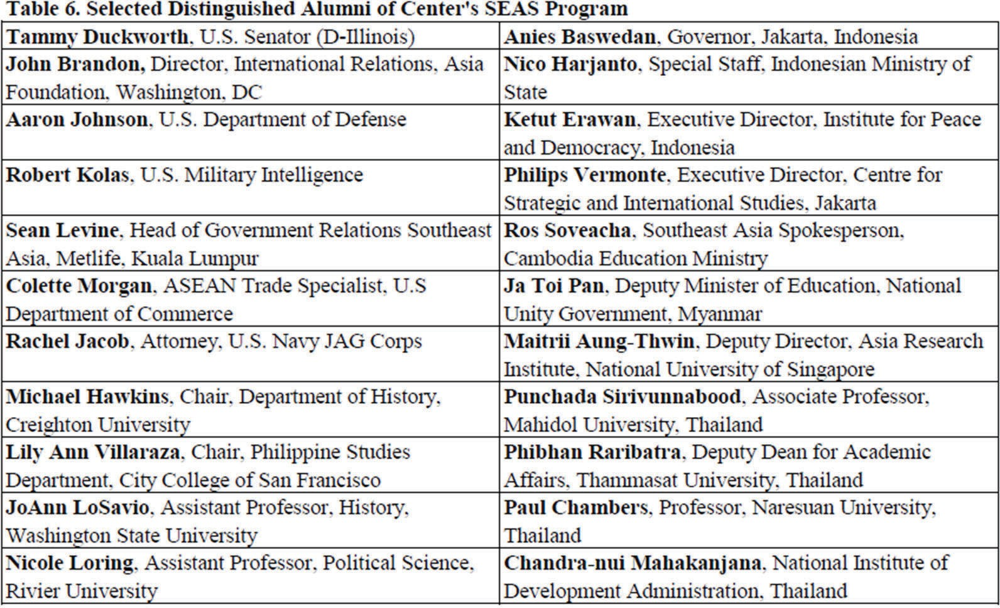 Table 6. Selected Distinguished Alumni of Center's SEAS Program
Tammy Duckworth, U.S. Senator (D-Illinois)
Anies Baswedan, Governor, Jakarta, Indonesia
John Brandon, Director, International Relations, Asia
Foundation, Washington, DC
Nico Harjanto, Special Staff, Indonesian Ministry of
State
Aaron Johnson, U.S. Department of Defense
Ketut Erawan, Executive Director, Institute for Peace
and Democracy, Indonesia
Robert Kolas, U.S. Military Intelligence
Philips Vermonte, Executive Director, Centre for
Strategic and International Studies, Jakarta
Sean Levine, Head of Government Relations Southeast
Asia, Metlife, Kuala Lumpur
Ros Soveacha, Southeast Asia Spokesperson,
Cambodia Education Ministry
Colette Morgan, ASEAN Trade Specialist, U.S
Department of Commerce
Ja Toi Pan, Deputy Minister of Education, National
Unity Government, Myanmar
Rachel Jacob, Attorney, U.S. Navy JAG Corps
Maitrii Aung-Thwin, Deputy Director, Asia Research
Institute, National University of Singapore
Michael Hawkins, Chair, Department of History,
Creighton University
Punchada Sirivunnabood, Associate Professor,
Mahidol University, Thailand
Lily Ann Villaraza, Chair, Philippine Studies
Department, City College of San Francisco
Phibhan Raribatra, Deputy Dean for Academic
Affairs, Thammasat University, Thailand
JoAnn LoSavio, Assistant Professor, History,
Washington State University
Paul Chambers, Professor, Naresuan University,
Thailand
Nicole Loring, Assistant Professor, Political Science,
Rivier University
Chandra-nui Mahakanjana, National Institute of
Development Administration, Thailand